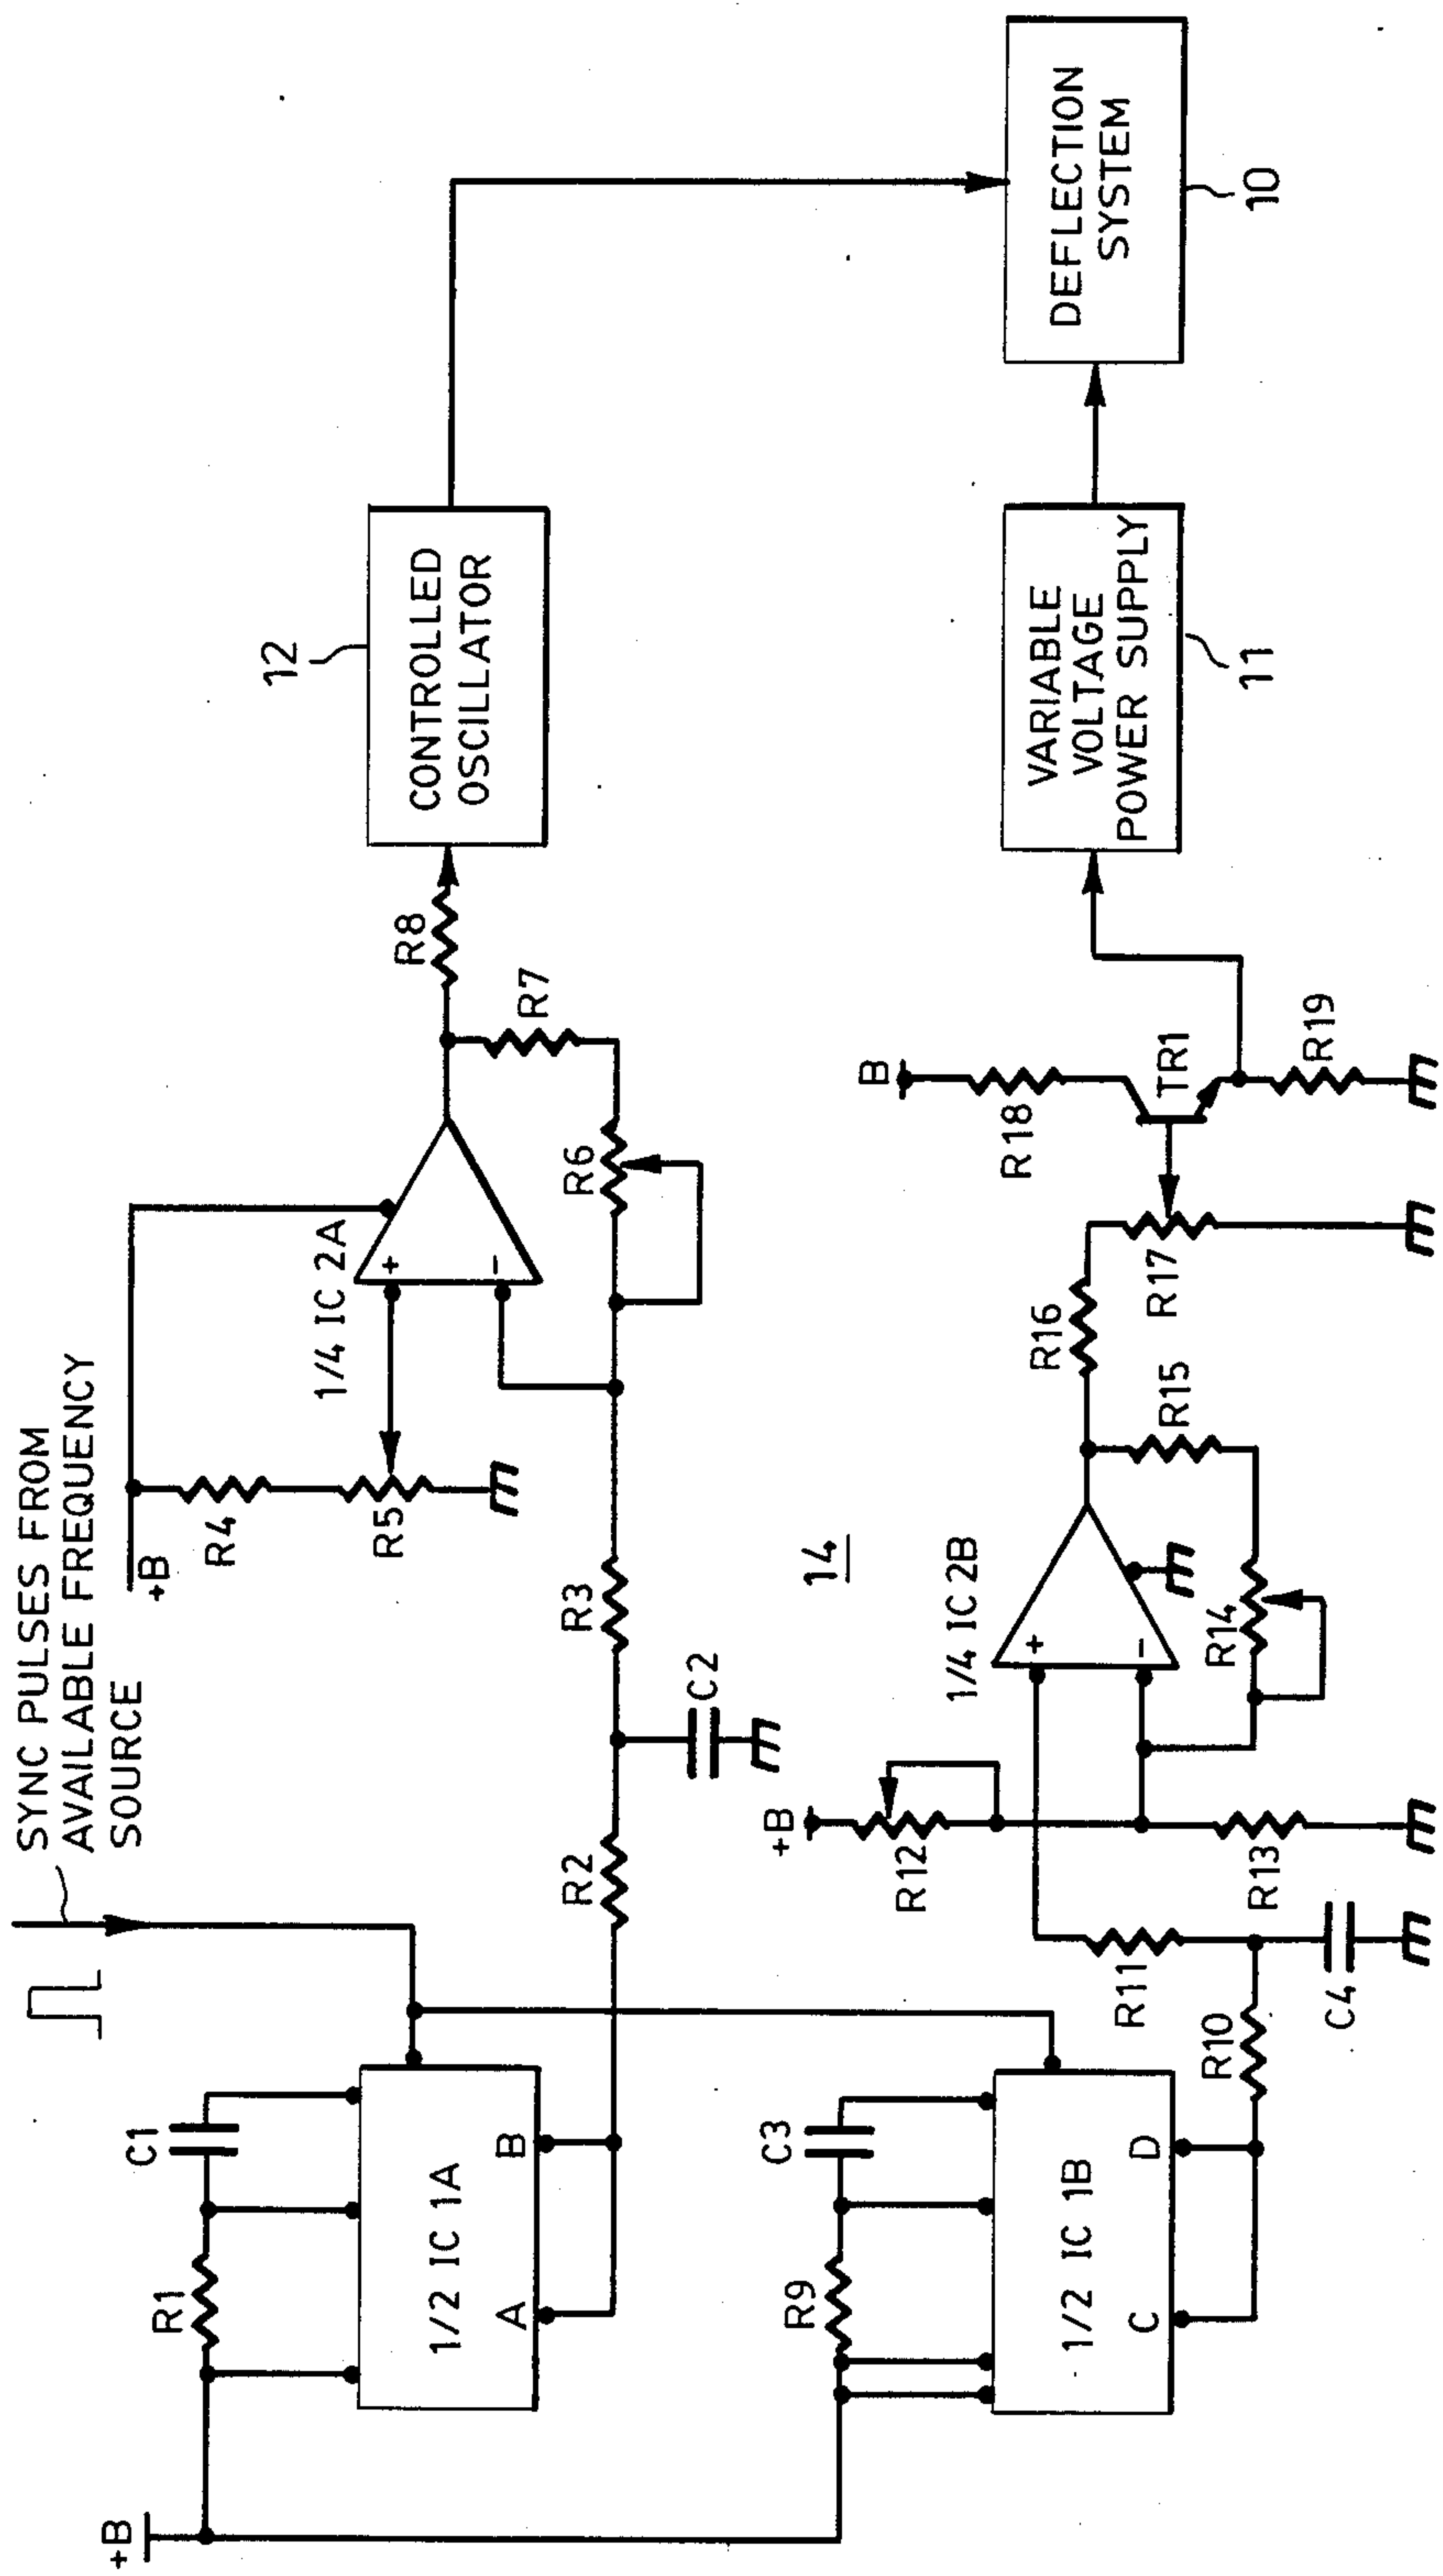 SYNC PULSES FROM
AVAILABLE FREQUENCY
SOURCE
+B
R1
C1
1/2 IC 1A
A
B
R2
C2
R3
+B
R4
R5
1/4 IC 2A
+
−
R6
R7
R8
12
CONTROLLED
OSCILLATOR
R9
C3
1/2 IC 1B
C
D
R10
C4
R11
+B
R12
R13
14
1/4 IC 2B
+
−
R14
R15
R16
R17
B
R18
TR1
R19
VARIABLE
VOLTAGE
POWER SUPPLY
11
DEFLECTION
SYSTEM
10